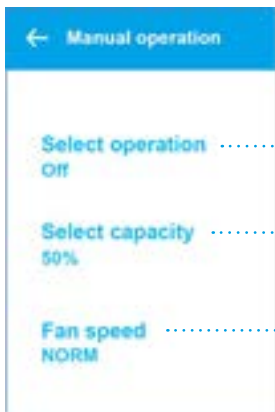 ← Manual operation
Select operation
Off
Select capacity
50%
Fan speed
NORM